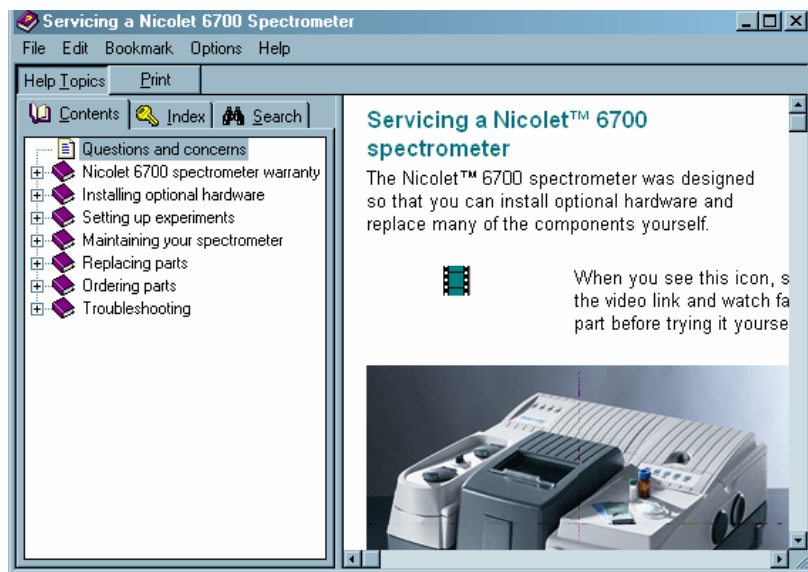 Servicing a Nicolet 6700 Spectrometer
File Edit Bookmark Options Help
Help Topics Print
Contents Index Search
Questions and concerns
Nicolet 6700 spectrometer warranty
Installing optional hardware
Setting up experiments
Maintaining your spectrometer
Replacing parts
Ordering parts
Troubleshooting
Servicing a Nicolet™ 6700
spectrometer
The Nicolet™ 6700 spectrometer was designed
so that you can install optional hardware and
replace many of the components yourself.
When you see this icon, s
the video link and watch fa
part before trying it yourse